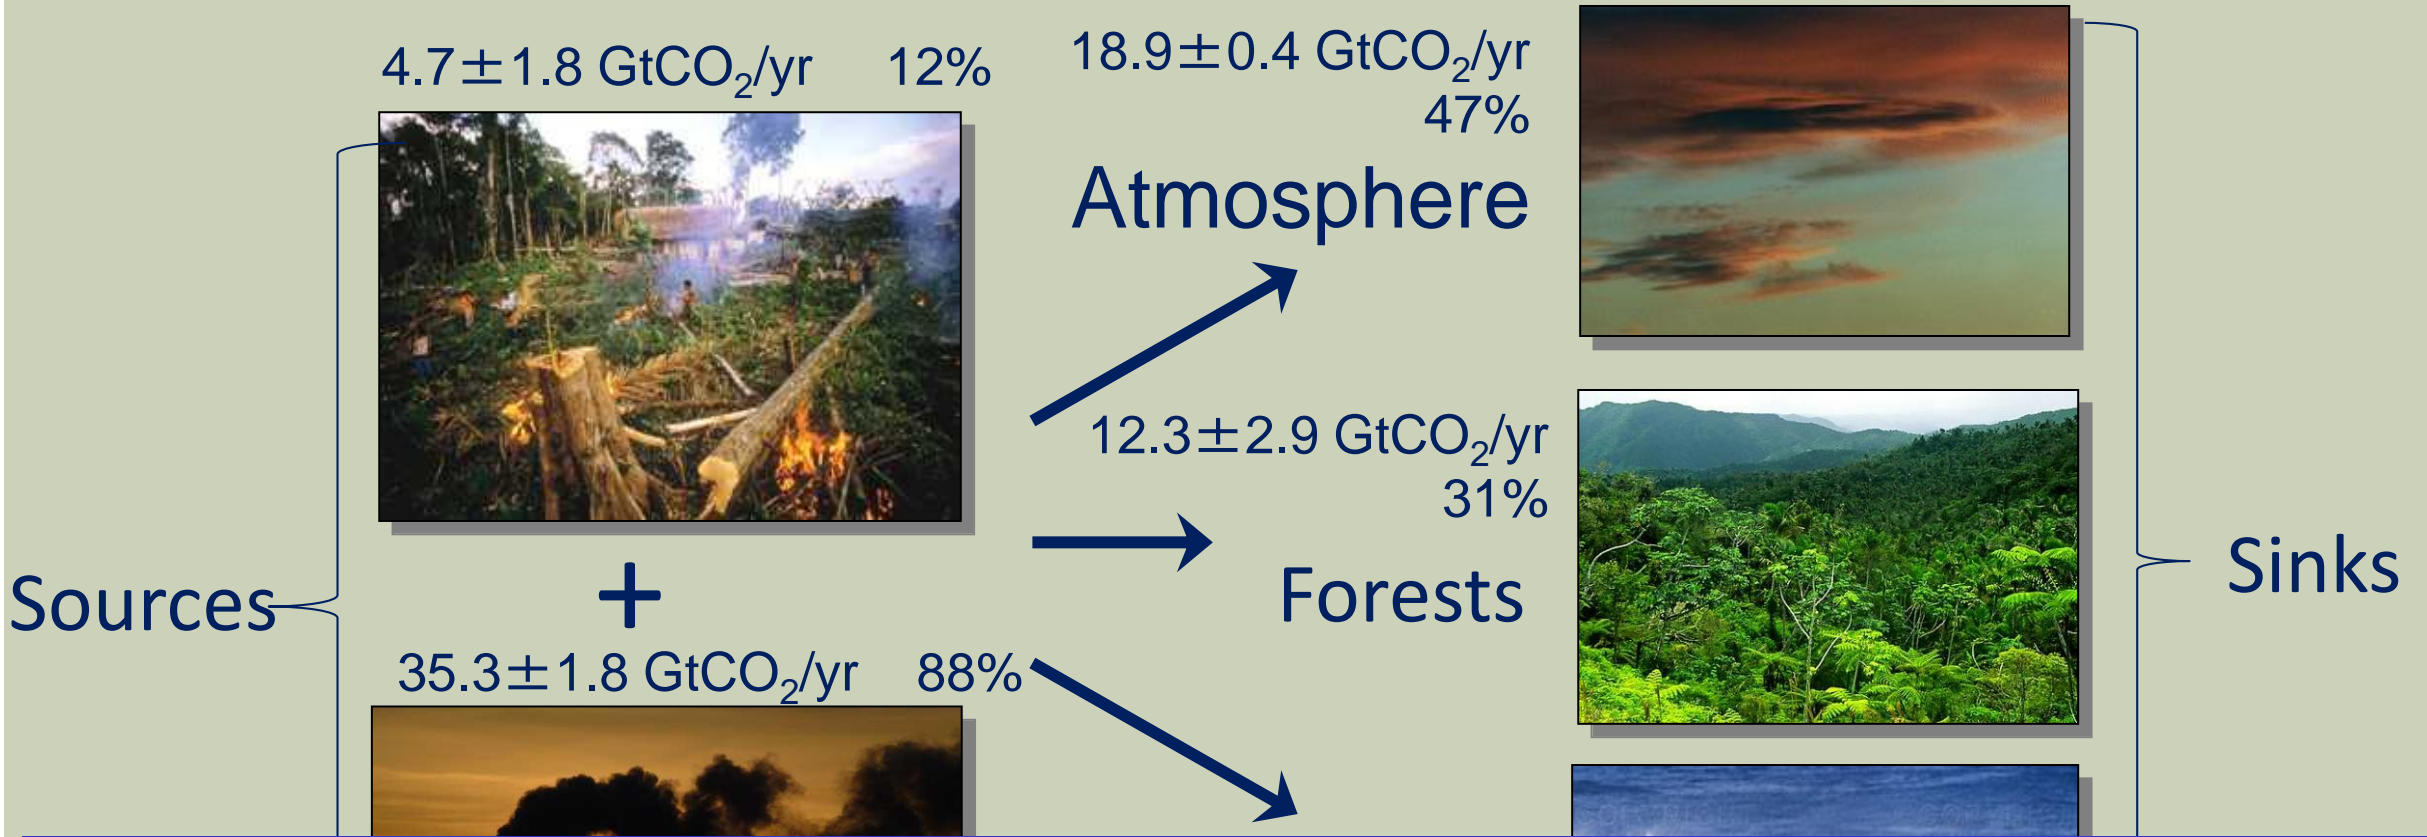 4.7±1.8 GtCO₂/yr 12%
18.9±0.4 GtCO₂/yr
47%
Atmosphere
12.3±2.9 GtCO₂/yr
31%
Forests
Sources
+
Sinks
35.3±1.8 GtCO₂/yr 88%